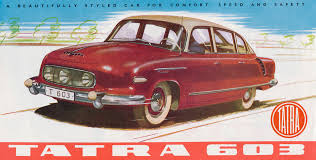 A BEAUTIFULLY STYLED CAR FOR COMFORT SPEED AND SAFETY
T 603
TATRA
TATRA 603